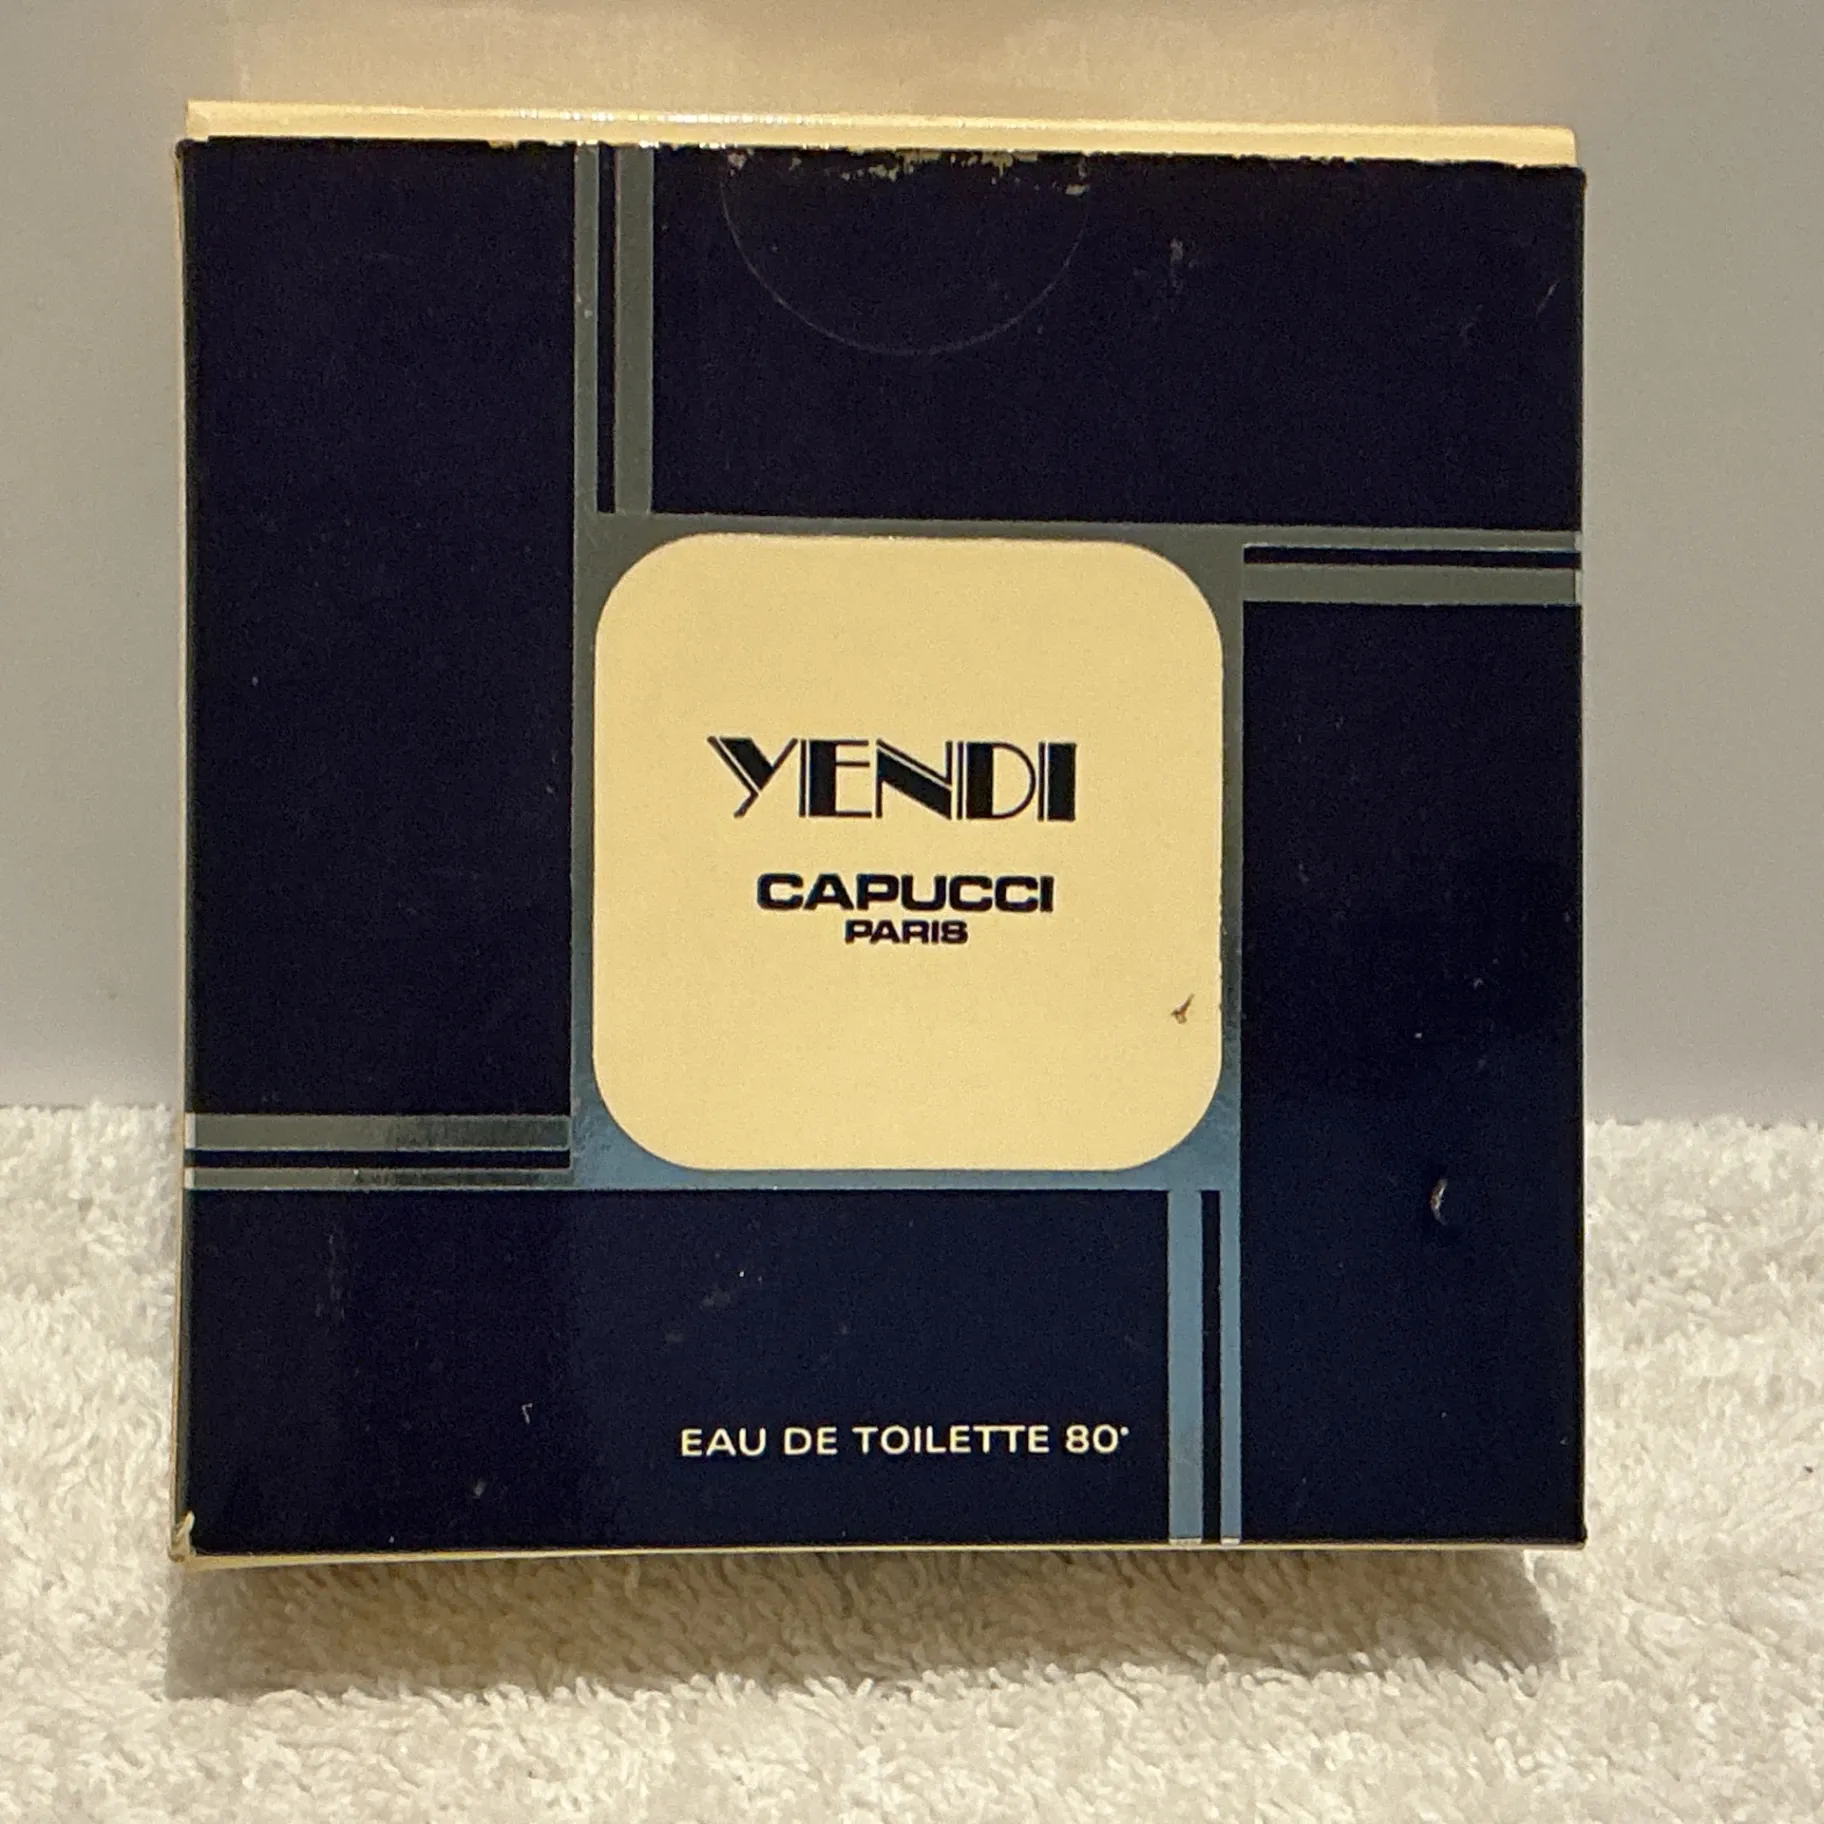 YENDI
CAPUCCI
PARIS
EAU DE TOILETTE 80°